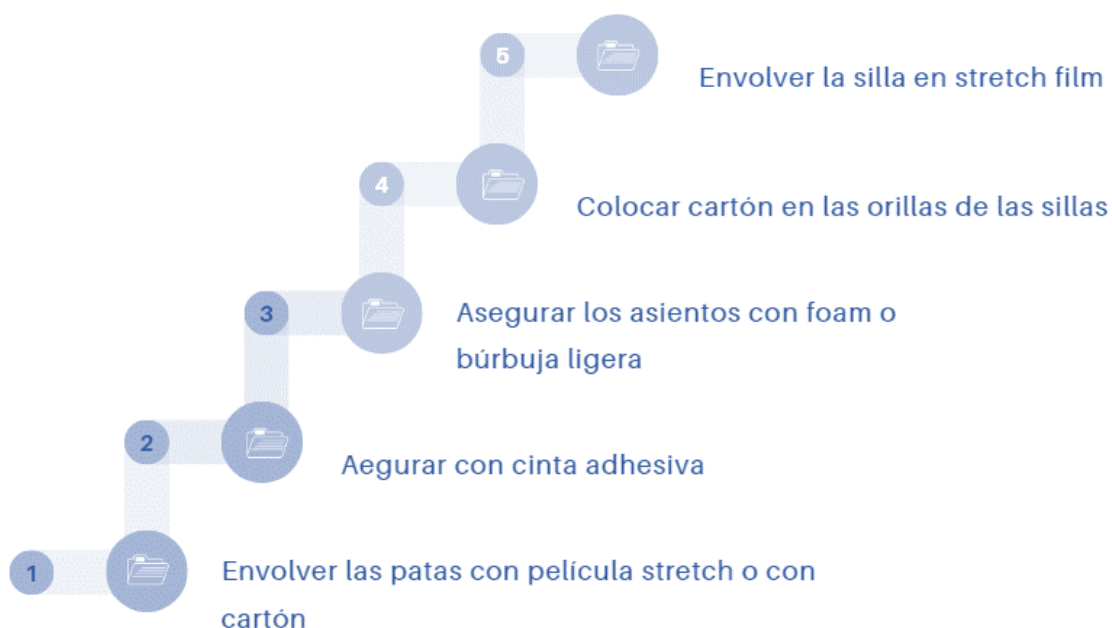 5
Envolver la silla en stretch film
4
Colocar cartón en las orillas de las sillas
3
Asegurar los asientos con foam o
búrbuja ligera
2
Aegurar con cinta adhesiva
1
Envolver las patas con película stretch o con
cartón